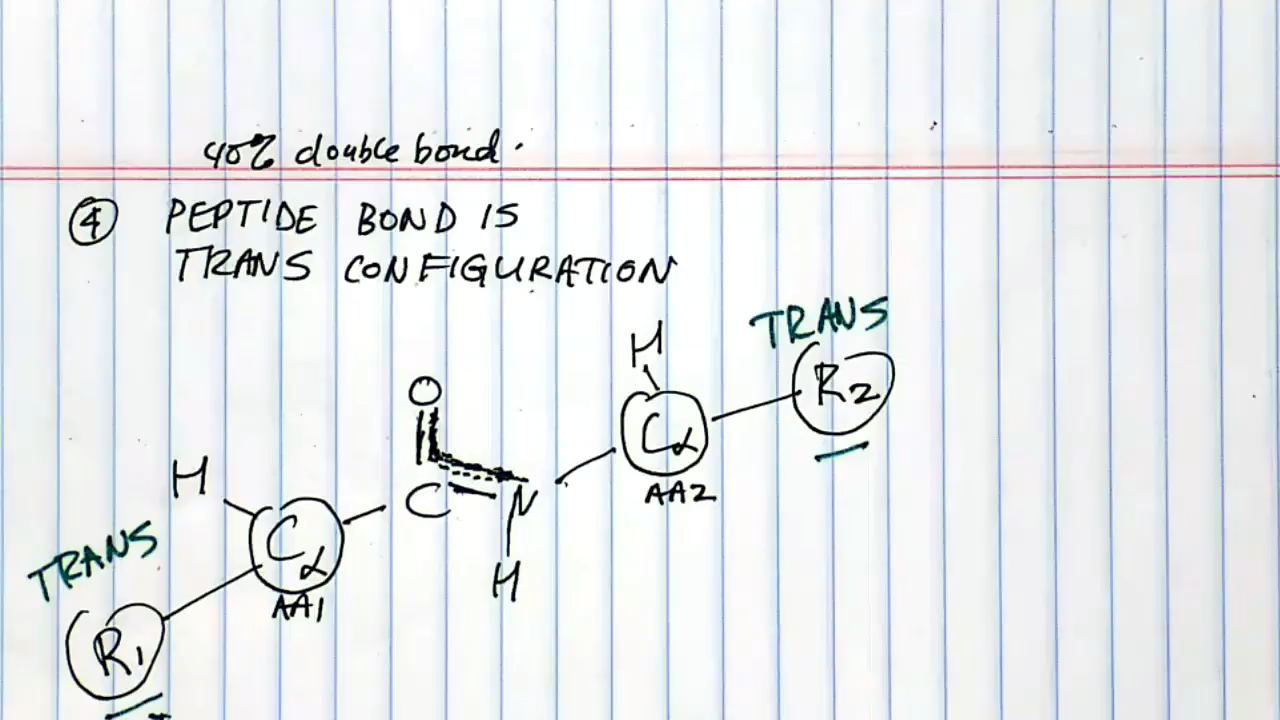 40% double bond.
④ PEPTIDE BOND IS
TRANS CONFIGURATION
TRANS
H
R2
O
Cα
H
AA2
C
N
TRANS
Cα
H
AA1
R1